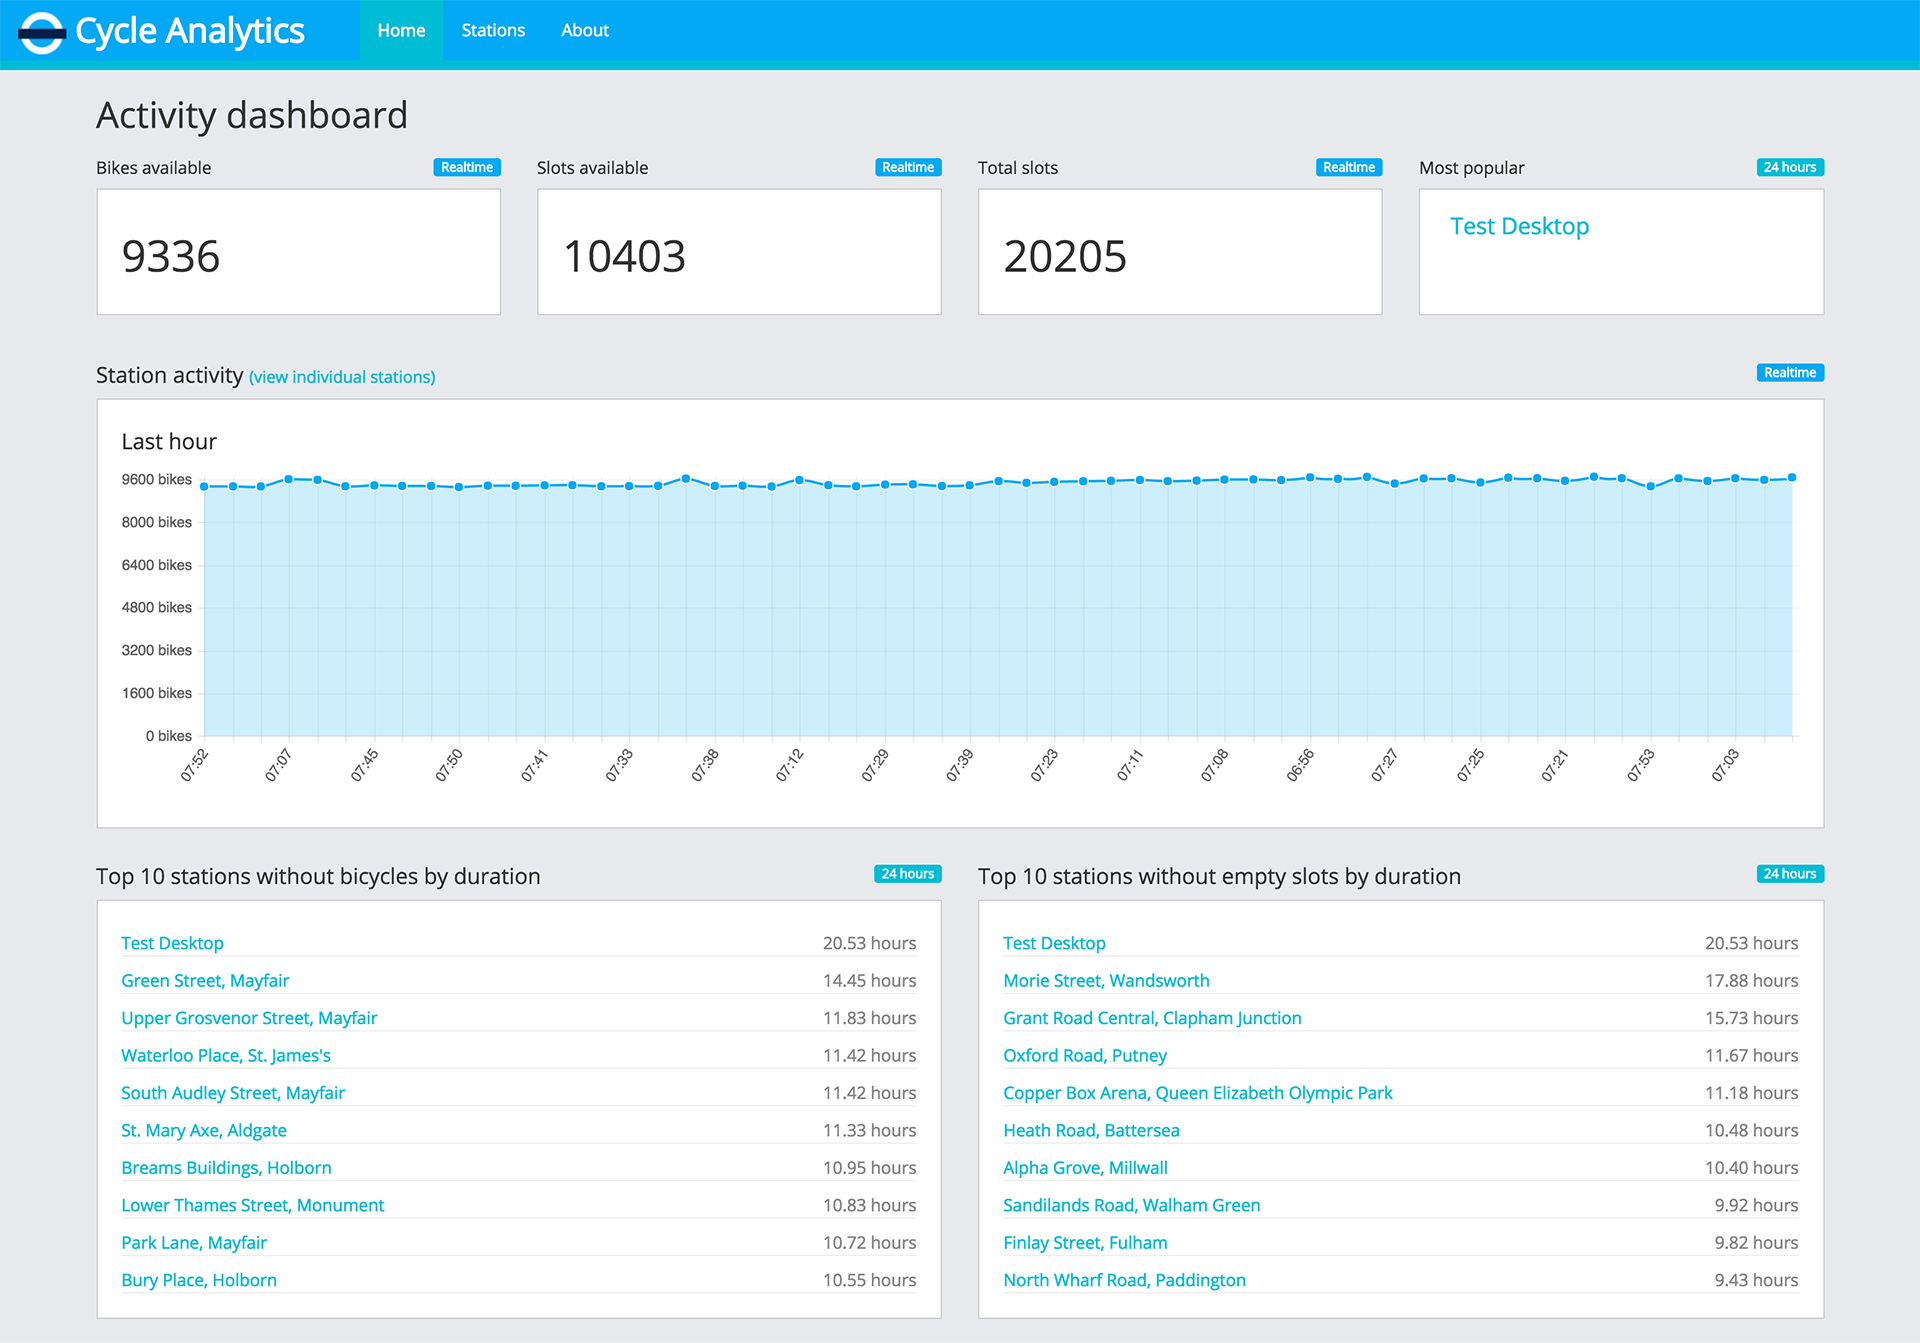 Cycle Analytics Home Stations About
Activity dashboard
Bikes available Realtime
9336
Slots available Realtime
10403
Total slots Realtime
20205
Most popular 24 hours
Test Desktop
Station activity (view individual stations) Realtime
Last hour
9600 bikes
8000 bikes
6400 bikes
4800 bikes
3200 bikes
1600 bikes
0 bikes
07:52 07:07 07:45 07:50 07:41 07:33 07:38 07:12 07:29 07:39 07:23 07:11 07:08 06:56 07:27 07:25 07:21 07:53 07:03
Top 10 stations without bicycles by duration 24 hours
Test Desktop 20.53 hours
Green Street, Mayfair 14.45 hours
Upper Grosvenor Street, Mayfair 11.83 hours
Waterloo Place, St. James's 11.42 hours
South Audley Street, Mayfair 11.42 hours
St. Mary Axe, Aldgate 11.33 hours
Breams Buildings, Holborn 10.95 hours
Lower Thames Street, Monument 10.83 hours
Park Lane, Mayfair 10.72 hours
Bury Place, Holborn 10.55 hours
Top 10 stations without empty slots by duration 24 hours
Test Desktop 20.53 hours
Morie Street, Wandsworth 17.88 hours
Grant Road Central, Clapham Junction 15.73 hours
Oxford Road, Putney 11.67 hours
Copper Box Arena, Queen Elizabeth Olympic Park 11.18 hours
Heath Road, Battersea 10.48 hours
Alpha Grove, Millwall 10.40 hours
Sandilands Road, Walham Green 9.92 hours
Finlay Street, Fulham 9.82 hours
North Wharf Road, Paddington 9.43 hours